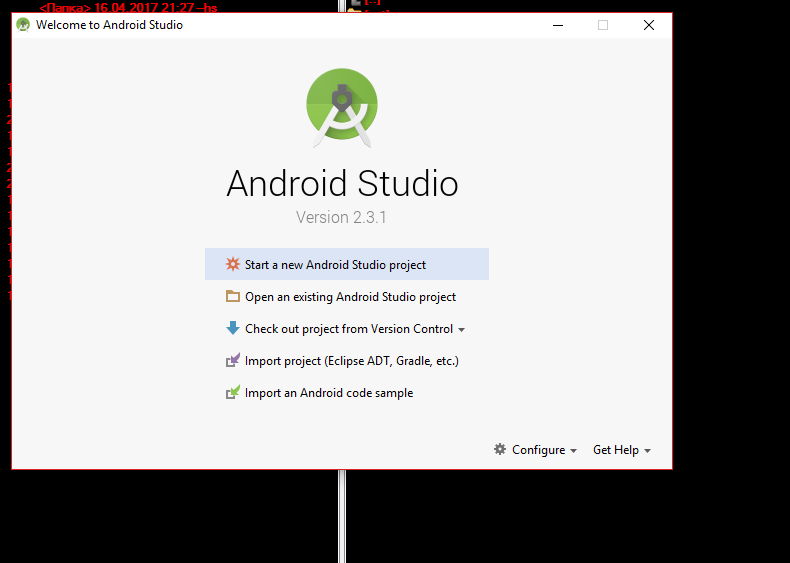 <Папка> 16.04.2017 21:27 –hs
[..]
Welcome to Android Studio
Android Studio
Version 2.3.1
Start a new Android Studio project
Open an existing Android Studio project
Check out project from Version Control
Import project (Eclipse ADT, Gradle, etc.)
Import an Android code sample
Configure
Get Help